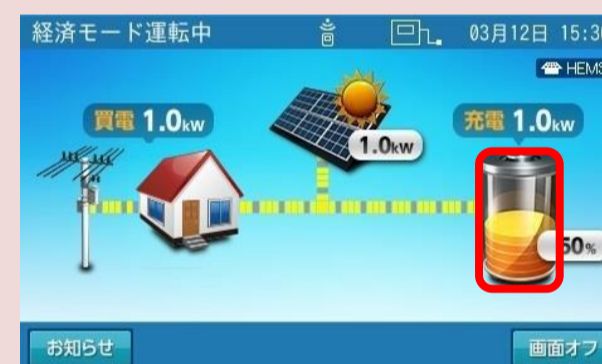 経済モード運転中
03月12日 15:30
HEMS
買電 1.0kw
1.0kw
充電 1.0kw
50%
お知らせ
画面オフ